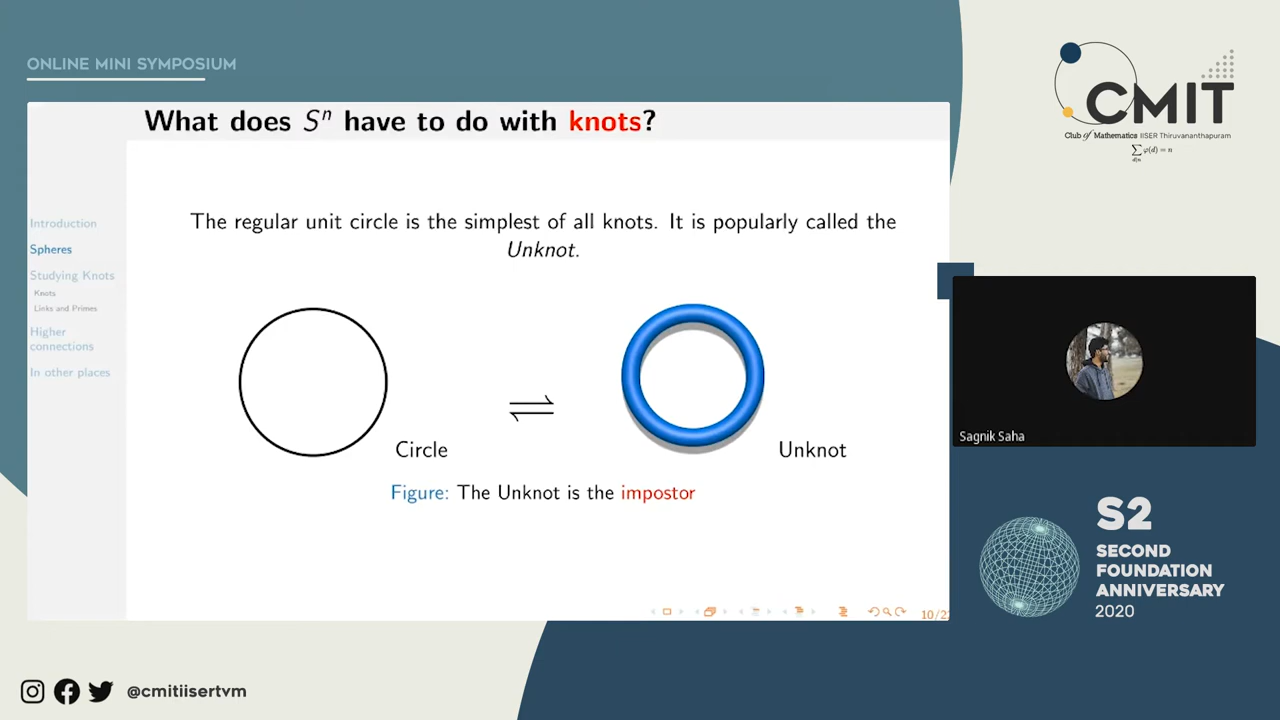 ONLINE MINI SYMPOSIUM
CMIT
Club of Mathematics IISER Thiruvananthapuram
∑ φ(d) = n
d|n
What does Sⁿ have to do with knots?
Introduction
Spheres
Studying Knots
Knots
Links and Primes
Higher
connections
In other places
The regular unit circle is the simplest of all knots. It is popularly called the
Unknot.
Circle
⇌
Unknot
Figure: The Unknot is the impostor
10/2
Sagnik Saha
S2
SECOND
FOUNDATION
ANNIVERSARY
2020
@cmitiisertvm